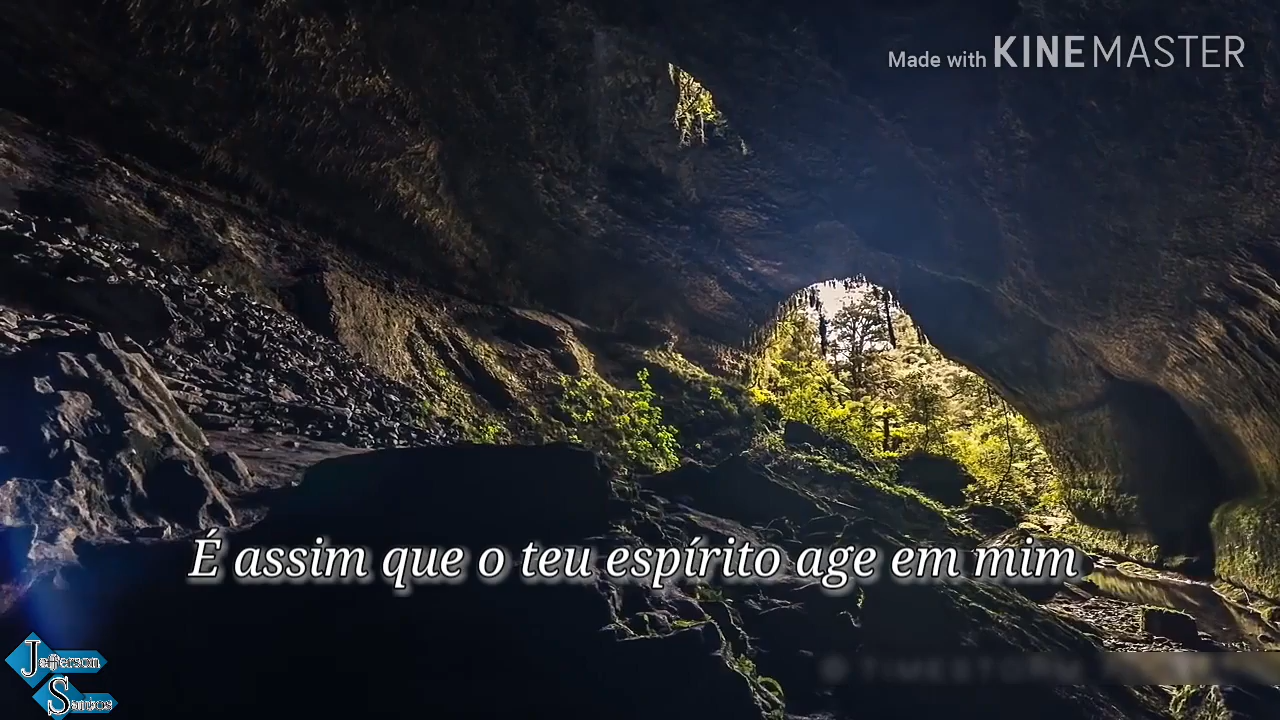 Made with KINEMASTER
É assim que o teu espírito age em mim
Jefferson
Santos